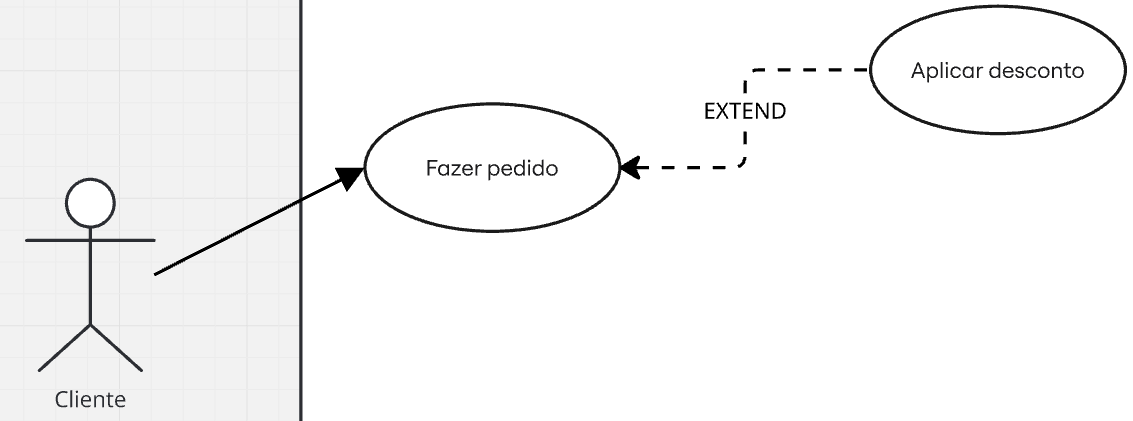 Aplicar desconto
EXTEND
Fazer pedido
Cliente